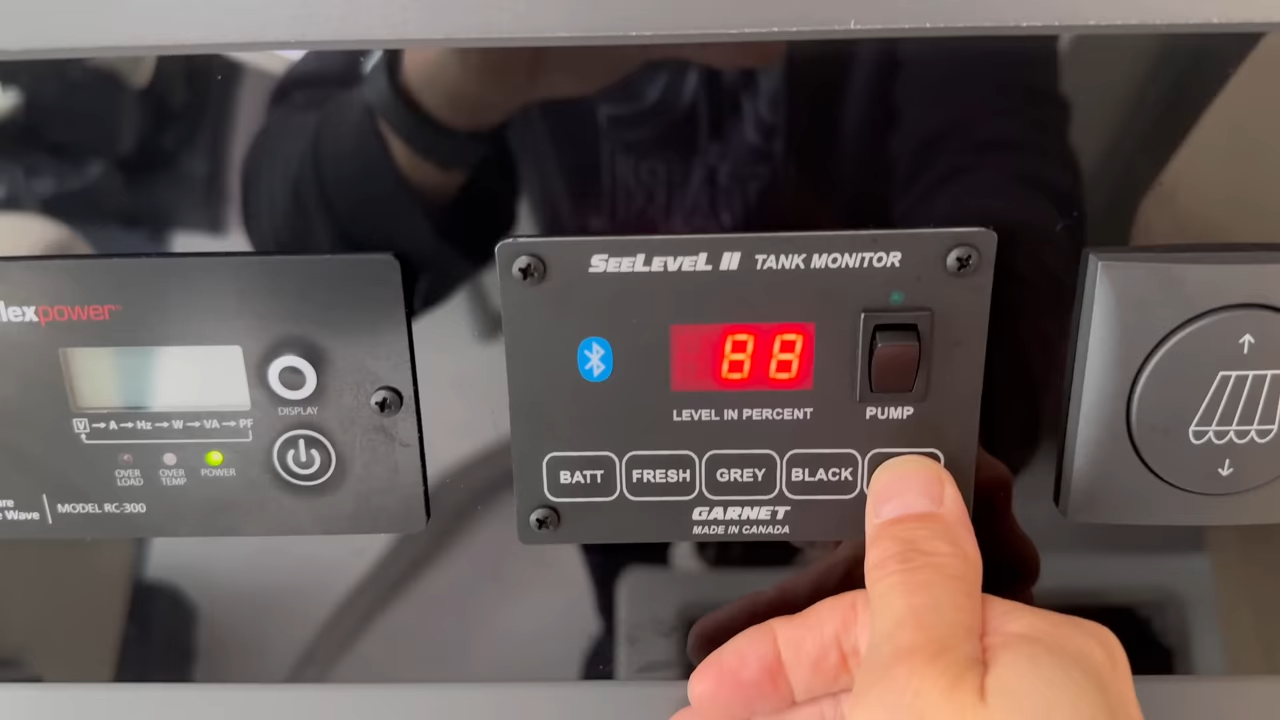 lexpower
DISPLAY
V → A → Hz → W → VA → PF
OVER LOAD
OVER TEMP
POWER
Wave
MODEL RC-300
SeeLeveL II TANK MONITOR
88
LEVEL IN PERCENT
PUMP
BATT
FRESH
GREY
BLACK
GARNET
MADE IN CANADA